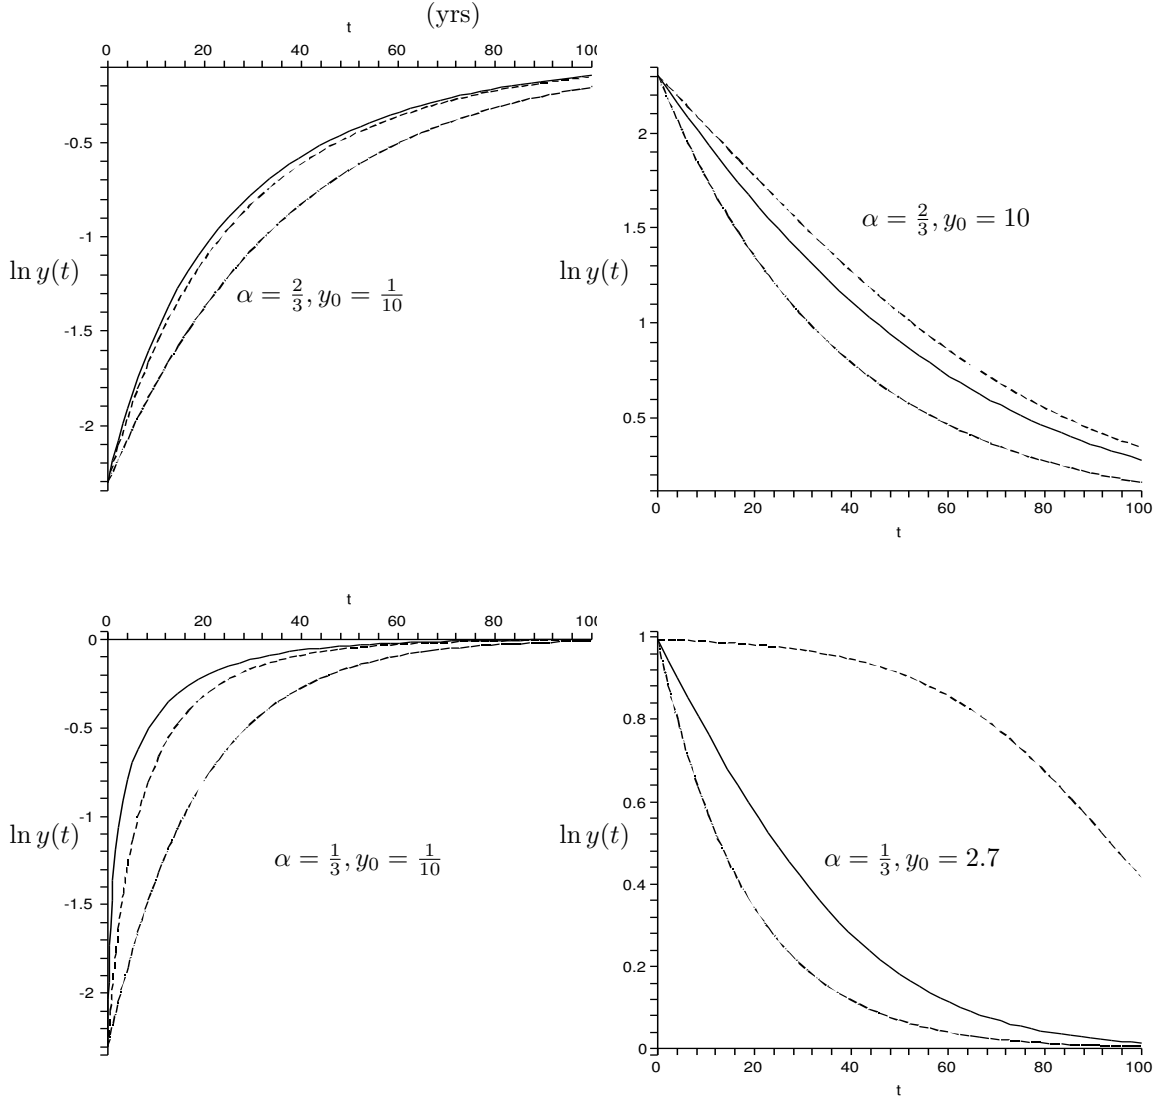 (yrs)
t
0 20 40 60 80 10
-0.5
-1
-1.5
-2
ln y(t)
α = 2/3, y₀ = 1/10
2
1.5
1
0.5
ln y(t)
α = 2/3, y₀ = 10
0 20 40 60 80 100
t
t
0 20 40 60 80 100
0
-0.5
-1
-1.5
-2
ln y(t)
α = 1/3, y₀ = 1/10
1
0.8
0.6
0.4
0.2
0
ln y(t)
α = 1/3, y₀ = 2.7
20 40 60 80 100
t